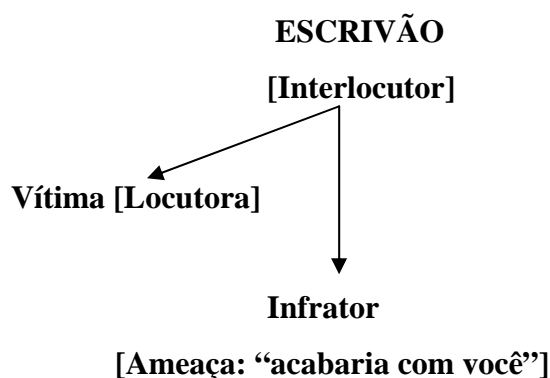 ESCRIVÃO
[Interlocutor]
Vítima [Locutora]
Infrator
[Ameaça: “acabaria com você”]